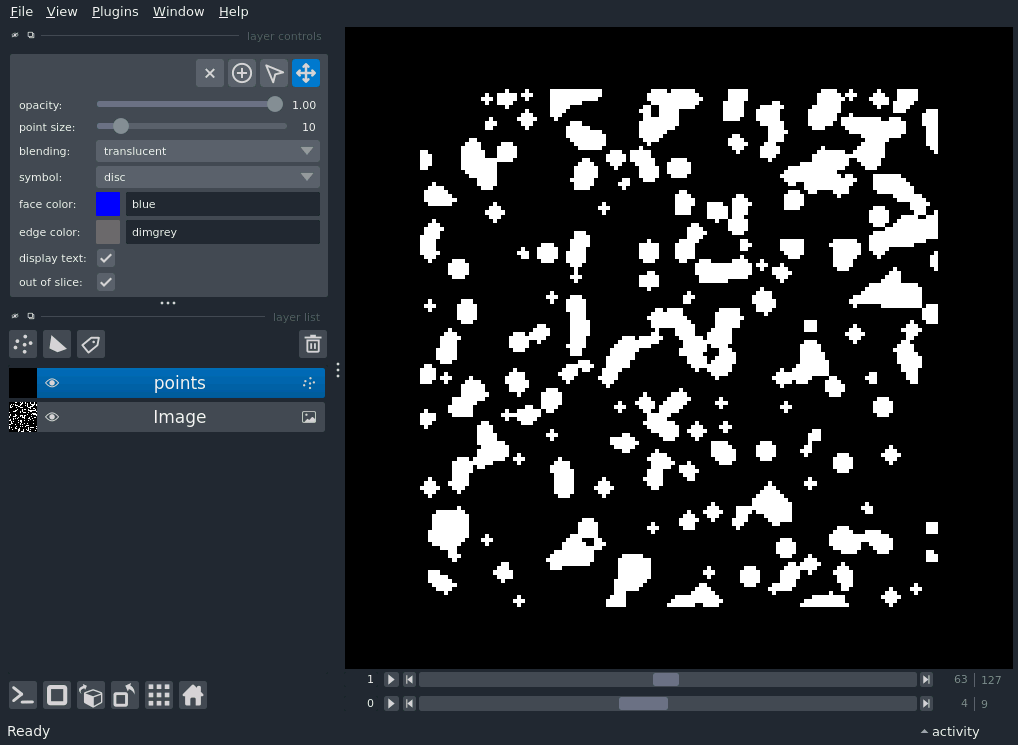 File View Plugins Window Help
layer controls
opacity: 1.00
point size: 10
blending: translucent
symbol: disc
face color: blue
edge color: dimgrey
display text:
out of slice:
layer list
points
Image
1 63 127
0 4 9
Ready activity